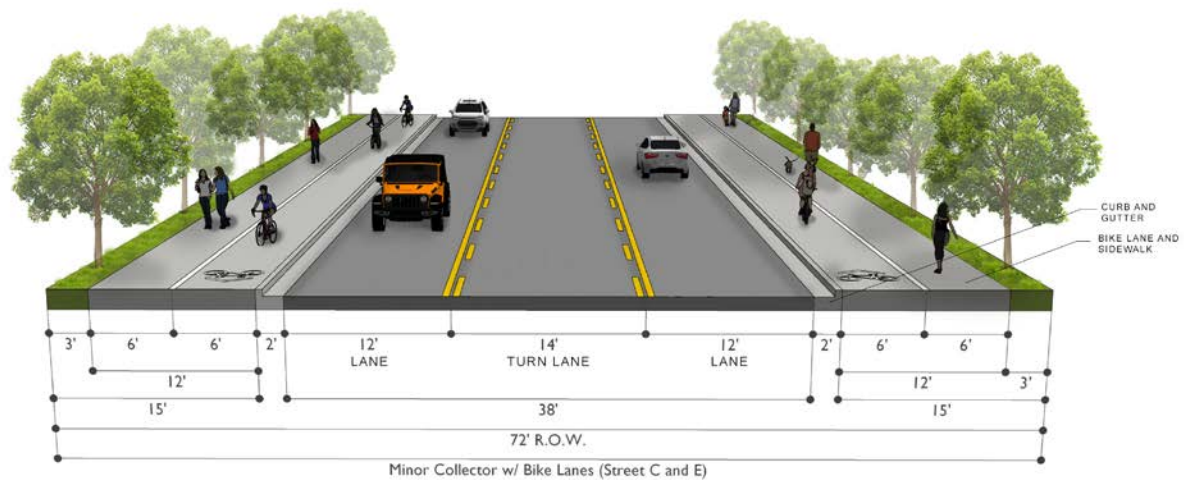 CURB AND
GUTTER
BIKE LANE AND
SIDEWALK
3' 6' 6' 2' 12' 14' 12' 2' 6' 6'
LANE TURN LANE LANE
12' 12' 3'
15' 38' 15'
72' R.O.W.
Minor Collector w/ Bike Lanes (Street C and E)